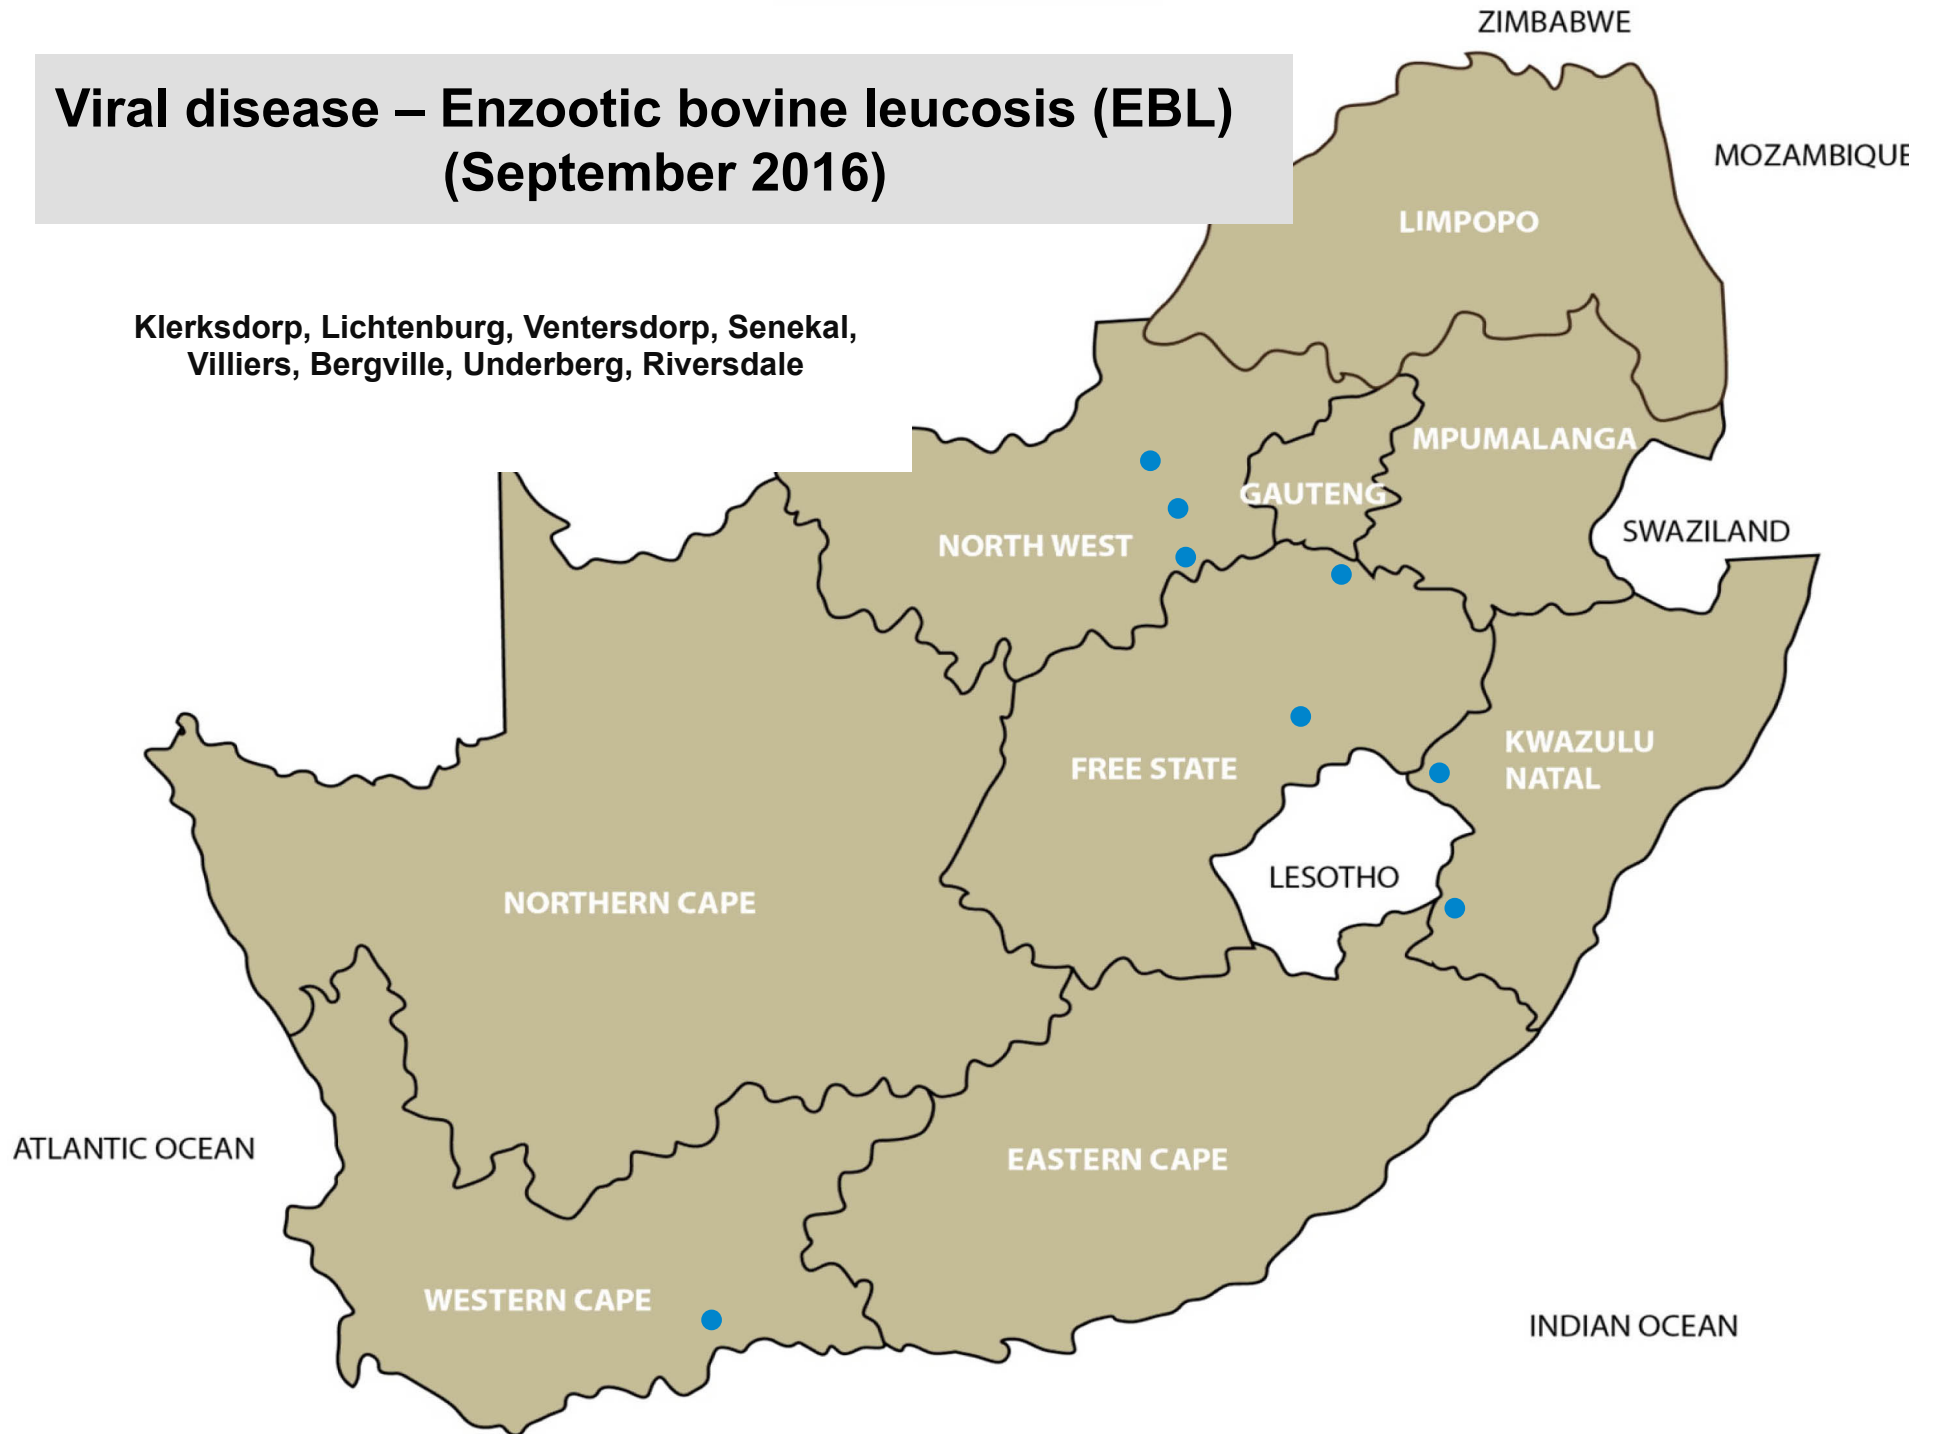 ZIMBABWE
Viral disease – Enzootic bovine leucosis (EBL)
(September 2016)
MOZAMBIQUE
LIMPOPO
Klerksdorp, Lichtenburg, Ventersdorp, Senekal,
Villiers, Bergville, Underberg, Riversdale
MPUMALANGA
GAUTENG
SWAZILAND
NORTH WEST
KWAZULU
NATAL
FREE STATE
LESOTHO
NORTHERN CAPE
ATLANTIC OCEAN
EASTERN CAPE
WESTERN CAPE
INDIAN OCEAN